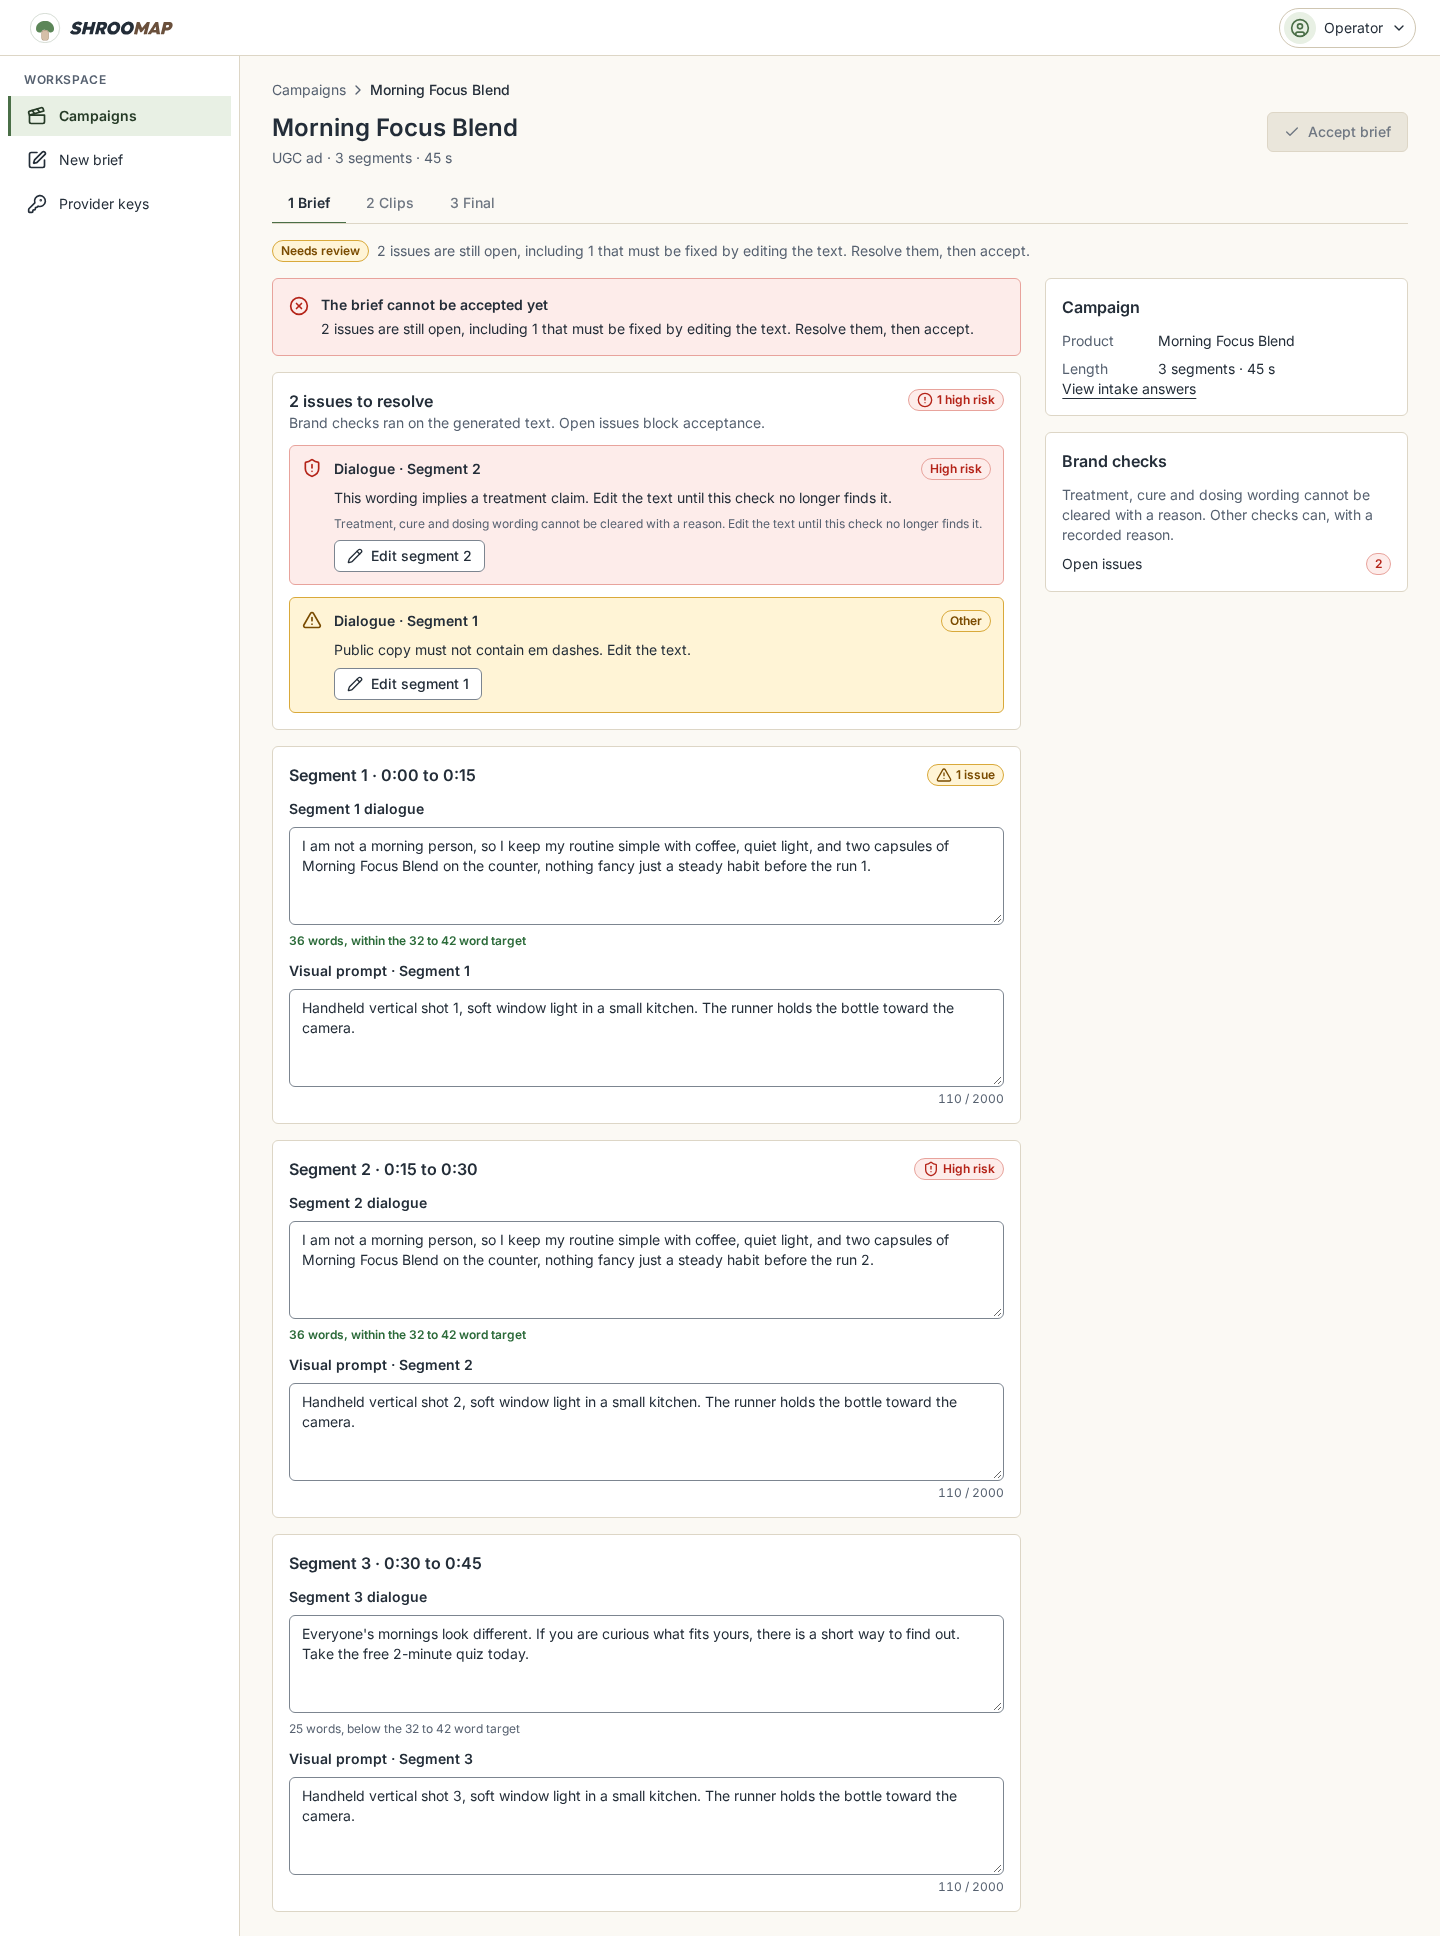 SHROOMAP
Operator
WORKSPACE
Campaigns
New brief
Provider keys
Campaigns > Morning Focus Blend
Morning Focus Blend
Accept brief
UGC ad · 3 segments · 45 s
1 Brief
2 Clips
3 Final
Needs review
2 issues are still open, including 1 that must be fixed by editing the text. Resolve them, then accept.
The brief cannot be accepted yet
2 issues are still open, including 1 that must be fixed by editing the text. Resolve them, then accept.
2 issues to resolve
1 high risk
Brand checks ran on the generated text. Open issues block acceptance.
Dialogue · Segment 2
High risk
This wording implies a treatment claim. Edit the text until this check no longer finds it.
Treatment, cure and dosing wording cannot be cleared with a reason. Edit the text until this check no longer finds it.
Edit segment 2
Dialogue · Segment 1
Other
Public copy must not contain em dashes. Edit the text.
Edit segment 1
Segment 1 · 0:00 to 0:15
1 issue
Segment 1 dialogue
I am not a morning person, so I keep my routine simple with coffee, quiet light, and two capsules of
Morning Focus Blend on the counter, nothing fancy just a steady habit before the run 1.
36 words, within the 32 to 42 word target
Visual prompt · Segment 1
Handheld vertical shot 1, soft window light in a small kitchen. The runner holds the bottle toward the
camera.
110 / 2000
Segment 2 · 0:15 to 0:30
High risk
Segment 2 dialogue
I am not a morning person, so I keep my routine simple with coffee, quiet light, and two capsules of
Morning Focus Blend on the counter, nothing fancy just a steady habit before the run 2.
36 words, within the 32 to 42 word target
Visual prompt · Segment 2
Handheld vertical shot 2, soft window light in a small kitchen. The runner holds the bottle toward the
camera.
110 / 2000
Segment 3 · 0:30 to 0:45
Segment 3 dialogue
Everyone's mornings look different. If you are curious what fits yours, there is a short way to find out.
Take the free 2-minute quiz today.
25 words, below the 32 to 42 word target
Visual prompt · Segment 3
Handheld vertical shot 3, soft window light in a small kitchen. The runner holds the bottle toward the
camera.
110 / 2000
Campaign
Product
Morning Focus Blend
Length
3 segments · 45 s
View intake answers
Brand checks
Treatment, cure and dosing wording cannot be
cleared with a reason. Other checks can, with a
recorded reason.
Open issues
2